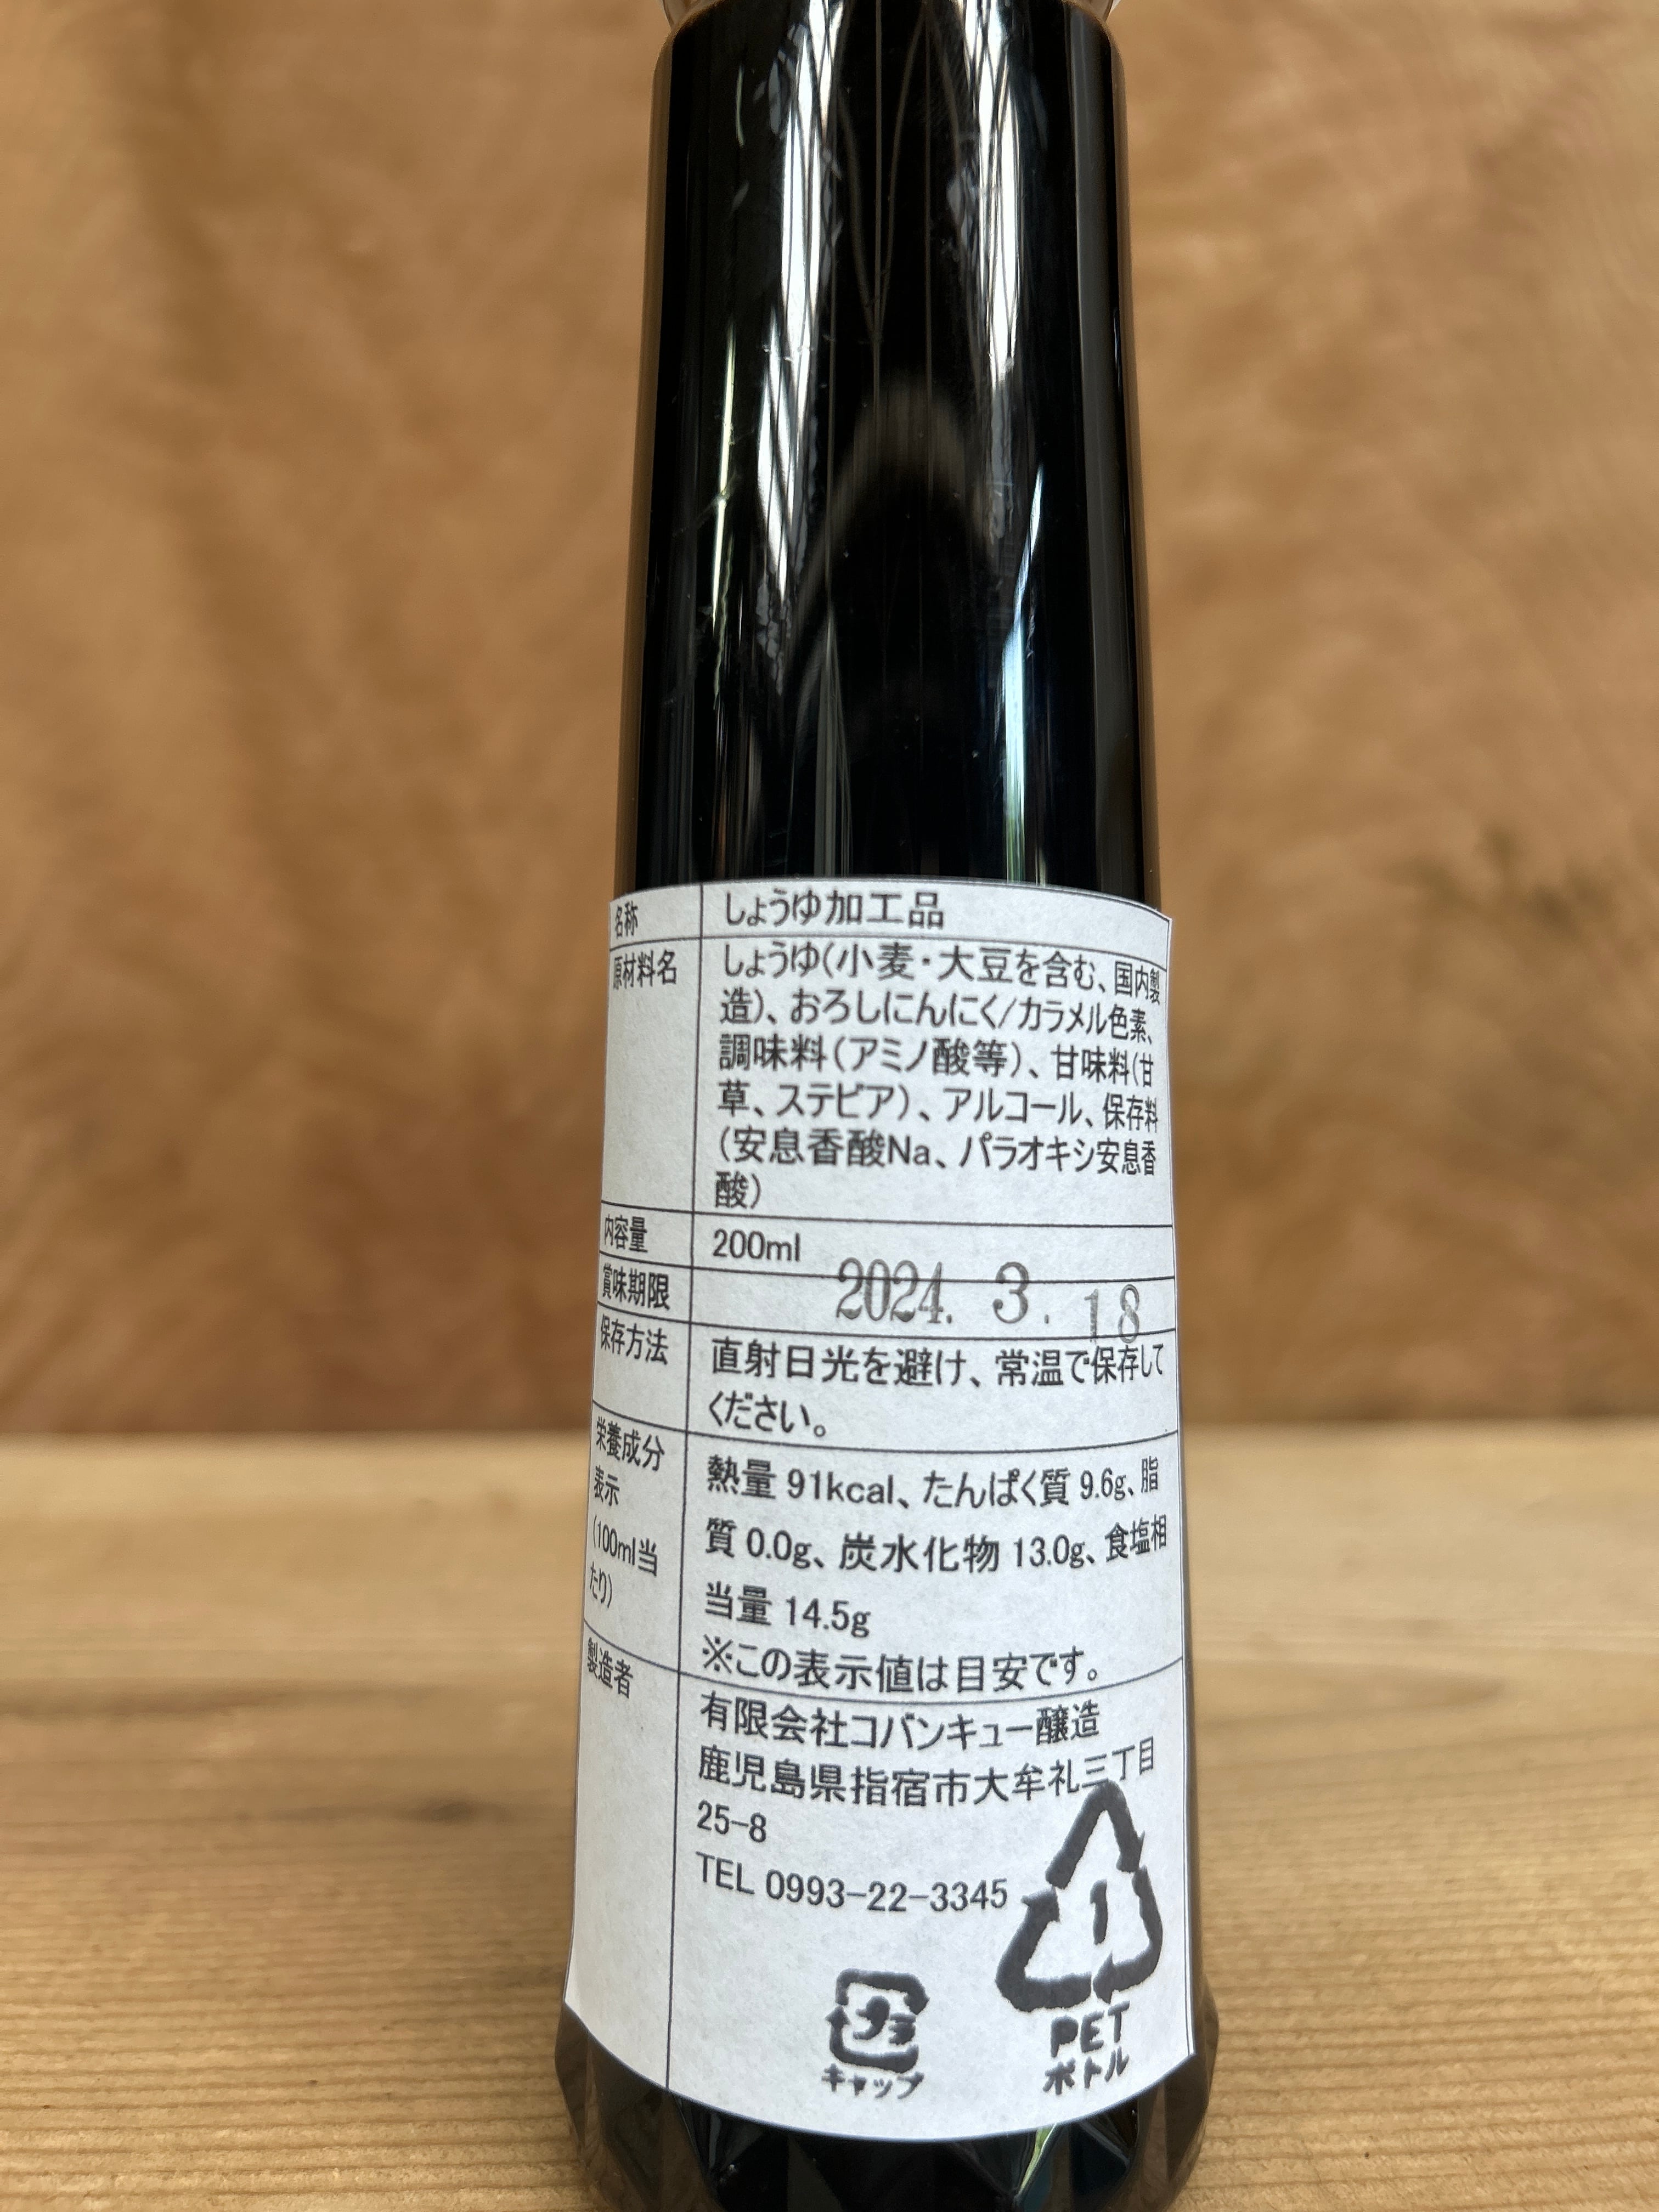 名称 しょうゆ加工品
原材料名 しょうゆ(小麦・大豆を含む、国内製
造)、おろしにんにく/カラメル色素、
調味料(アミノ酸等)、甘味料(甘
草、ステビア)、アルコール、保存料
(安息香酸Na、パラオキシ安息香
酸)
内容量 200ml
賞味期限 2024. 3. 18
保存方法 直射日光を避け、常温で保存して
ください。
栄養成分
表示
(100ml当
たり)
熱量 91kcal、たんぱく質 9.6g、脂
質 0.0g、炭水化物 13.0g、食塩相
当量 14.5g
※この表示値は目安です。
製造者 有限会社コバンキュー醸造
鹿児島県指宿市大牟礼三丁目
25-8
TEL 0993-22-3345
1
PET
ボトル
プラ
キャップ